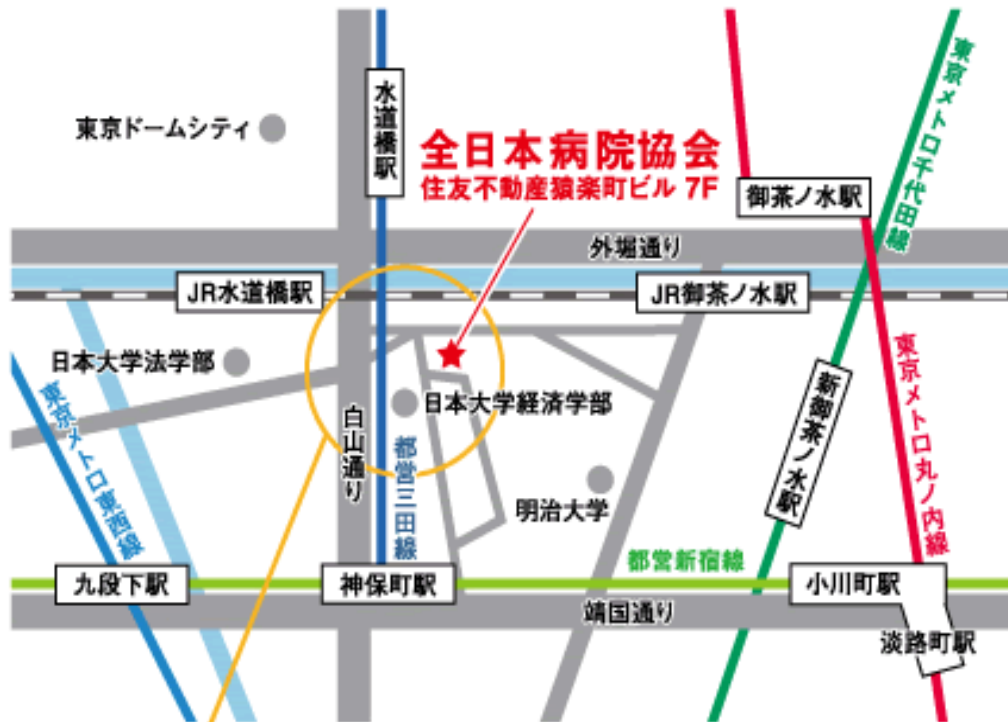 東京ドームシティ
水道橋駅
全日本病院協会
住友不動産猿楽町ビル 7F
御茶ノ水駅
東京メトロ千代田線
外堀通り
JR水道橋駅
JR御茶ノ水駅
日本大学法学部
東京メトロ東西線
白山通り
日本大学経済学部
都営三田線
明治大学
新御茶ノ水駅
東京メトロ丸ノ内線
九段下駅
神保町駅
都営新宿線
小川町駅
靖国通り
淡路町駅